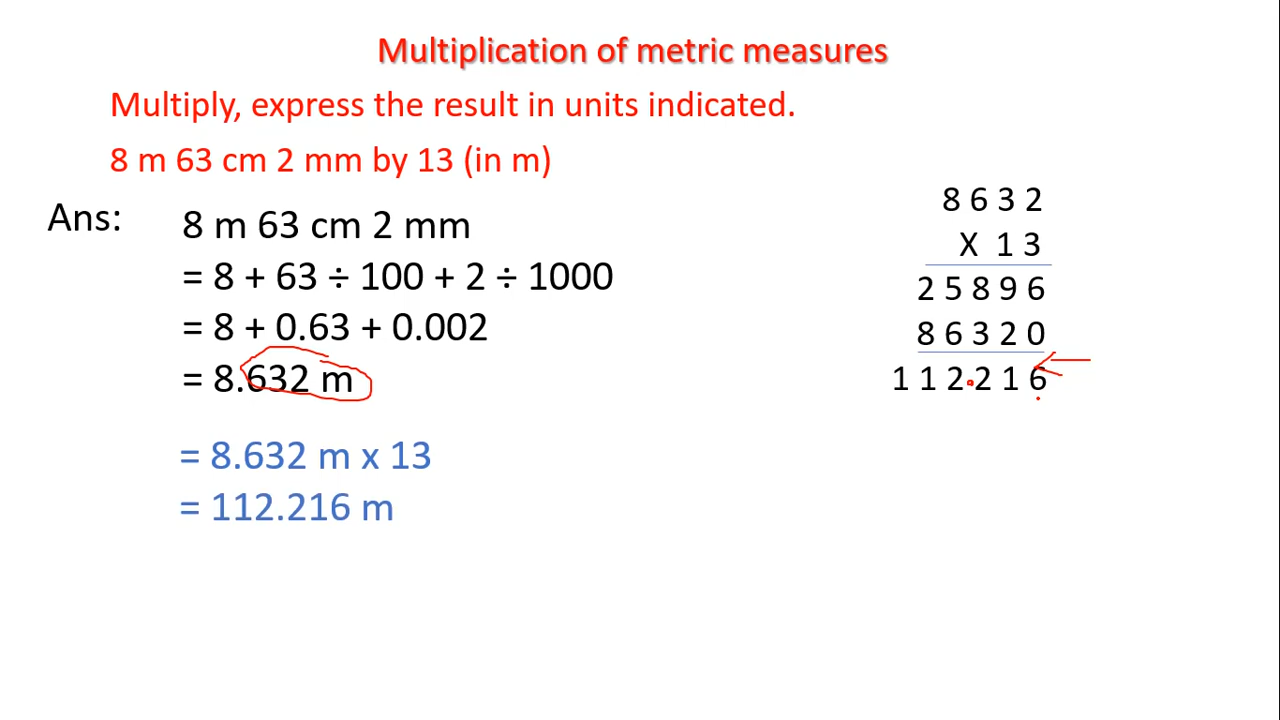 Multiplication of metric measures
Multiply, express the result in units indicated.
8 m 63 cm 2 mm by 13 (in m)
Ans:
8 m 63 cm 2 mm
= 8 + 63 ÷ 100 + 2 ÷ 1000
= 8 + 0.63 + 0.002
= 8.632 m
= 8.632 m x 13
= 112.216 m
8 6 3 2
X 1 3
2 5 8 9 6
8 6 3 2 0
1 1 2.2 1 6